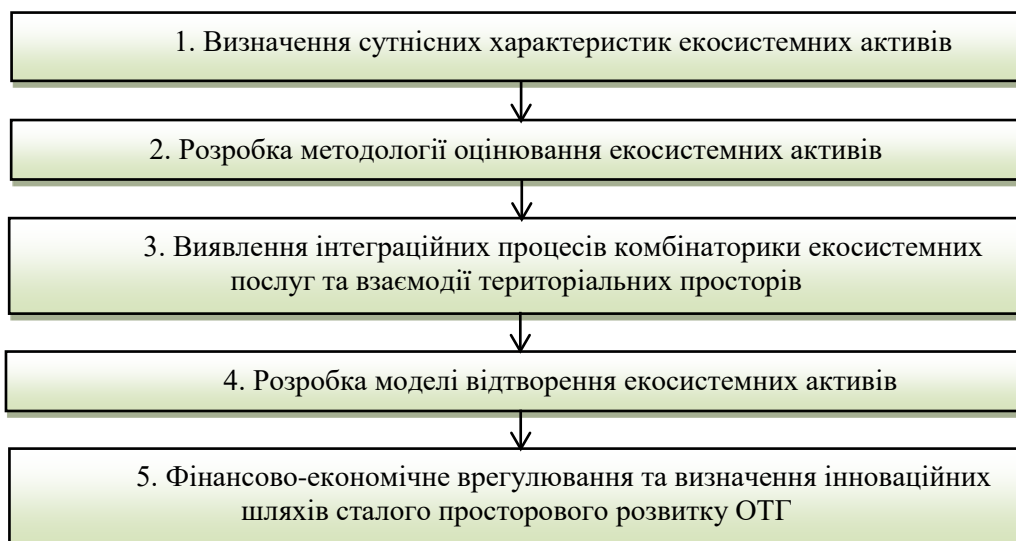 1. Визначення сутнісних характеристик екосистемних активів
2. Розробка методології оцінювання екосистемних активів
3. Виявлення інтеграційних процесів комбінаторики екосистемних
послуг та взаємодії територіальних просторів
4. Розробка моделі відтворення екосистемних активів
5. Фінансово-економічне врегулювання та визначення інноваційних
шляхів сталого просторового розвитку ОТГ